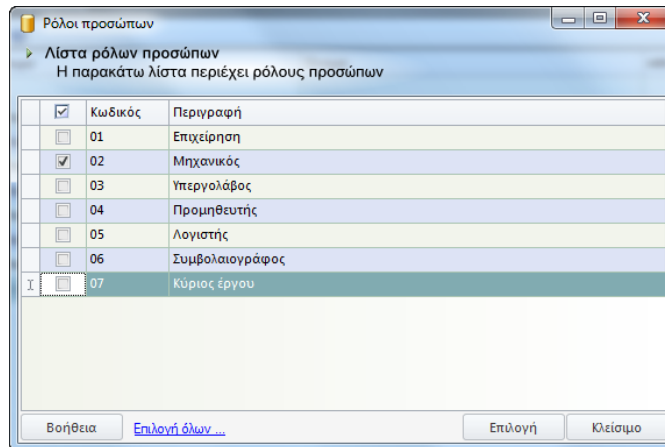 Ρόλοι προσώπων
Λίστα ρόλων προσώπων
Η παρακάτω λίστα περιέχει ρόλους προσώπων
Κωδικός Περιγραφή
01 Επιχείρηση
02 Μηχανικός
03 Υπεργολάβος
04 Προμηθευτής
05 Λογιστής
06 Συμβολαιογράφος
07 Κύριος έργου
Βοήθεια Επιλογή όλων ... Επιλογή Κλείσιμο